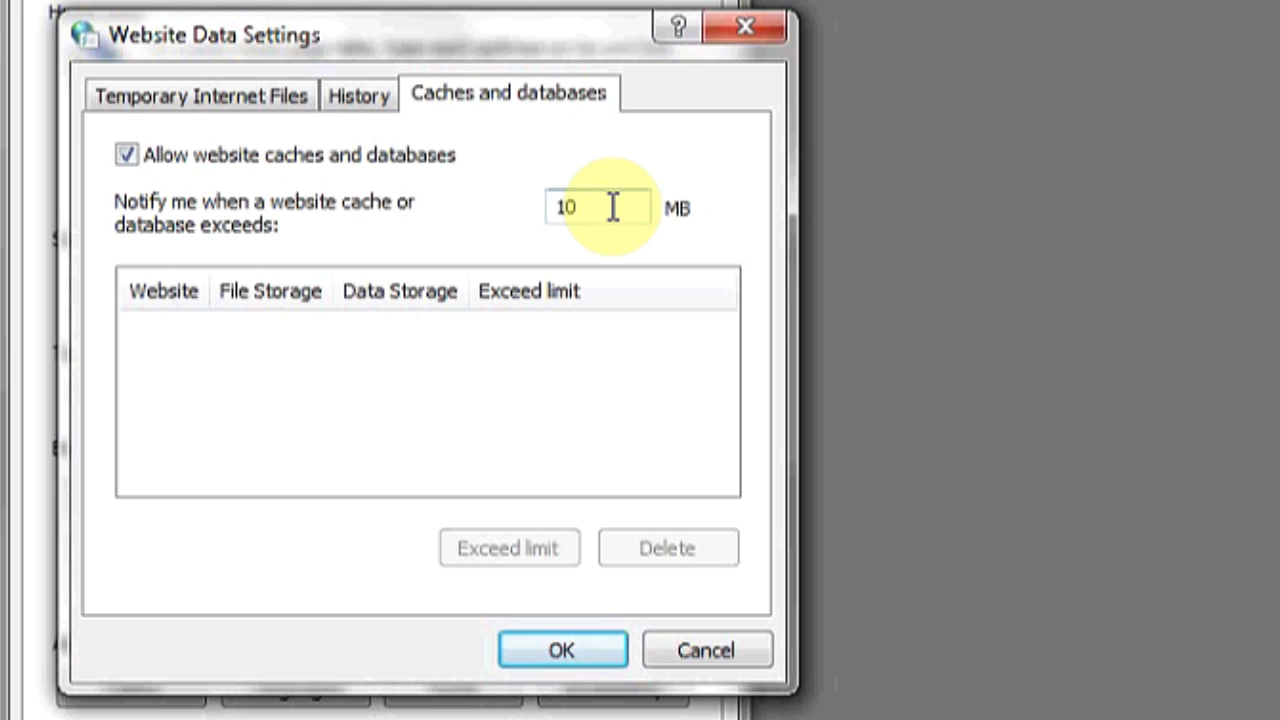 Website Data Settings
Temporary Internet Files History Caches and databases
Allow website caches and databases
Notify me when a website cache or
database exceeds:
10 MB
Website File Storage Data Storage Exceed limit
Exceed limit Delete
OK Cancel